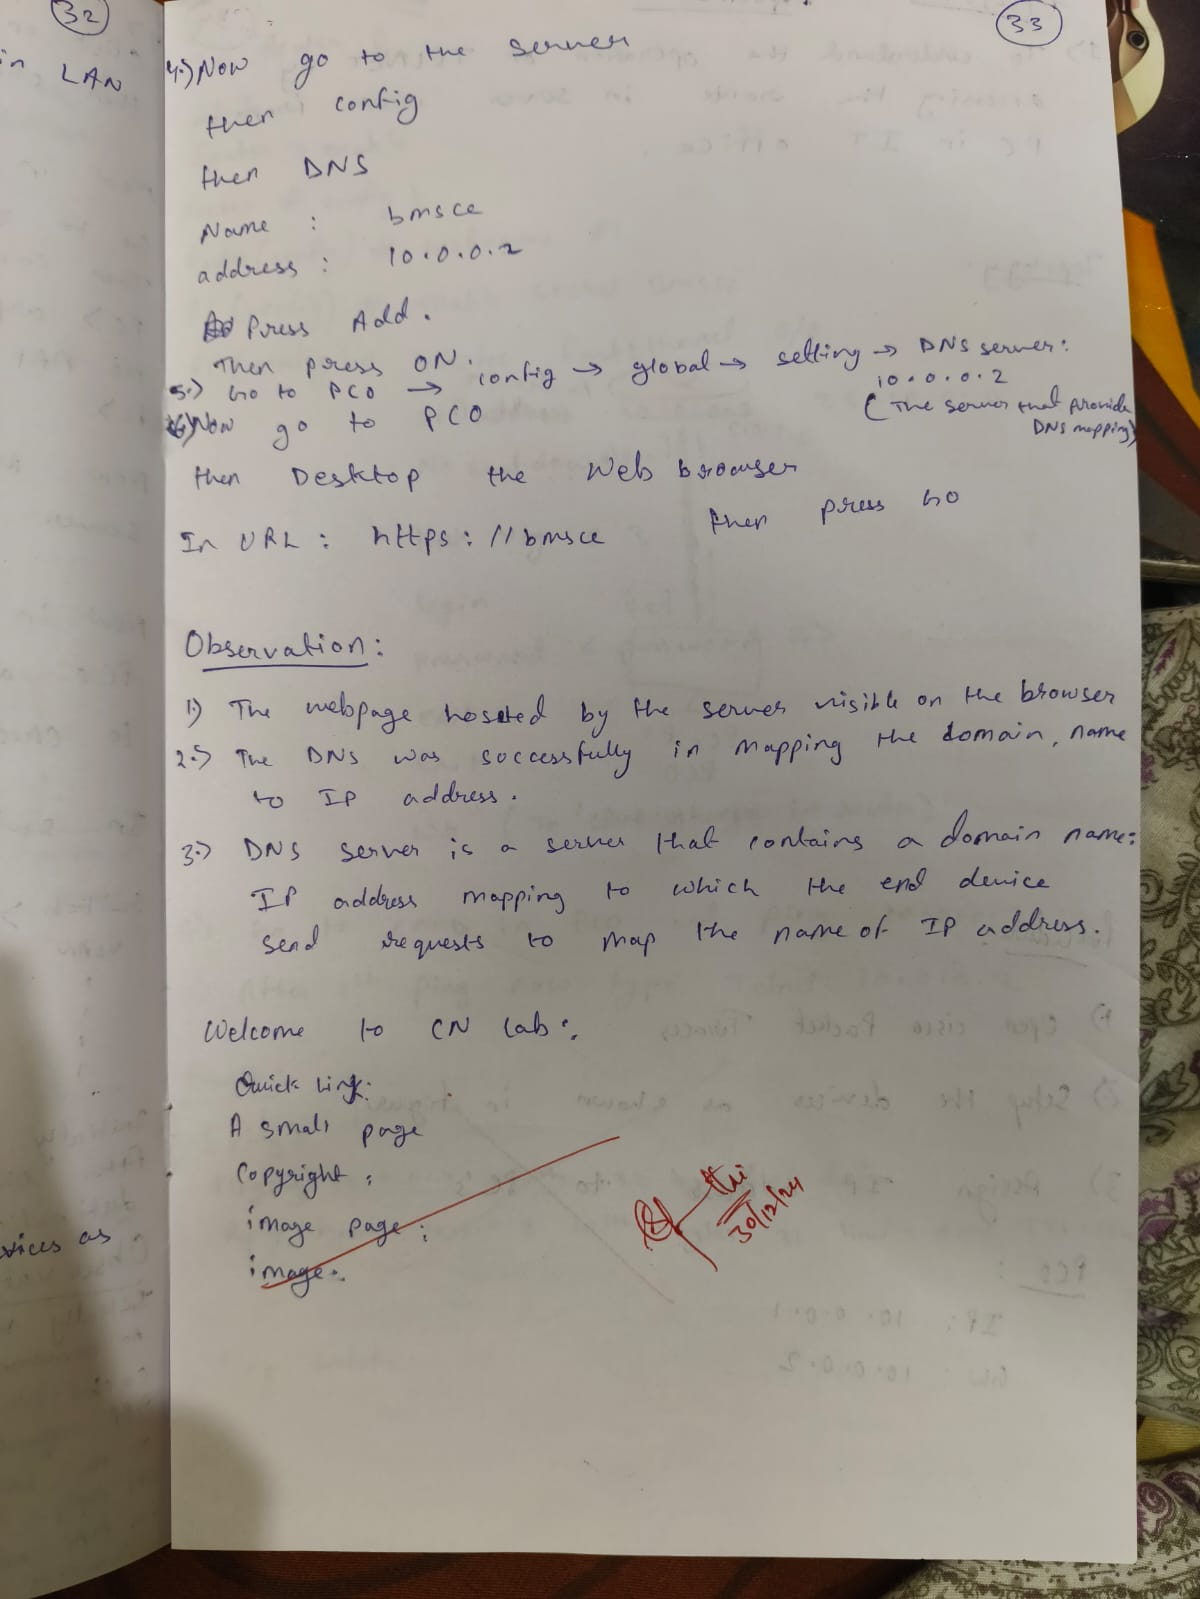 32
in LAN
vices as
33
4.) Now go to the server
then config
then DNS
Name : bmsce
address : 10.0.0.2
Press Add.
Then press ON.
5.) Go to PC0 → config → global → setting → DNS server:
10.0.0.2
(The server that provide
DNS mapping)
6) Now go to PC0
then Desktop the Web browser
In URL : https://bmsce then press GO
Observation:
1) The webpage hosted by the server visible on the browser
2.) The DNS was successfully in mapping the domain, name
to IP address.
3.) DNS server is a server that contains a domain name:
IP address mapping to which the end device
send requests to map the name of IP address.
Welcome to CN Lab:
Quick Link:
A small page
Copyright :
image page :
image.
30/12/24